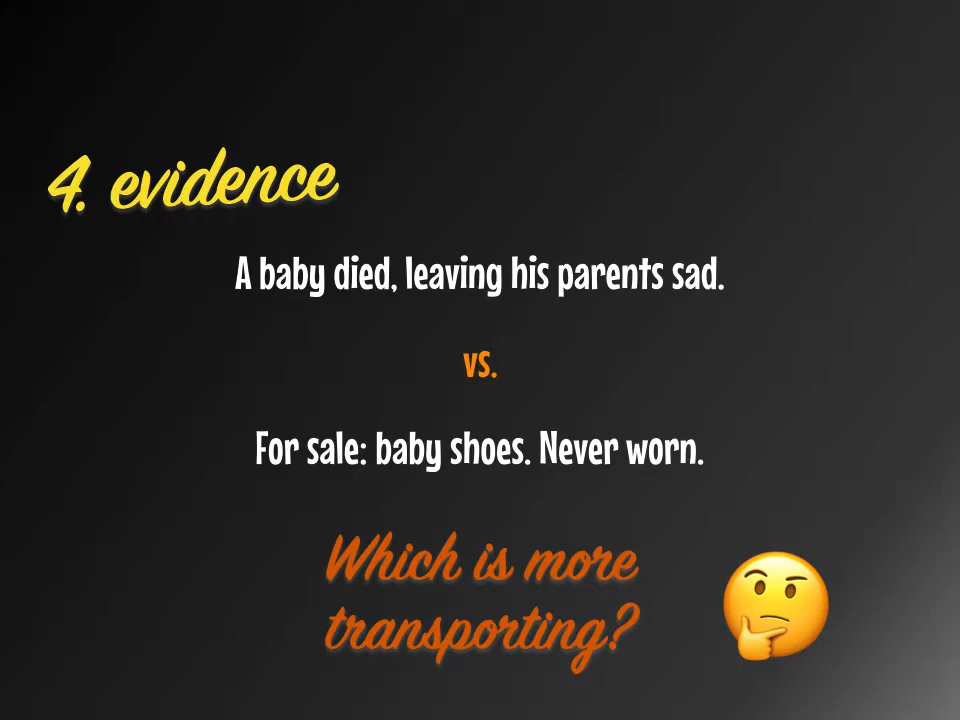 4. evidence
A baby died, leaving his parents sad.
vs.
For sale: baby shoes. Never worn.
Which is more
transporting?